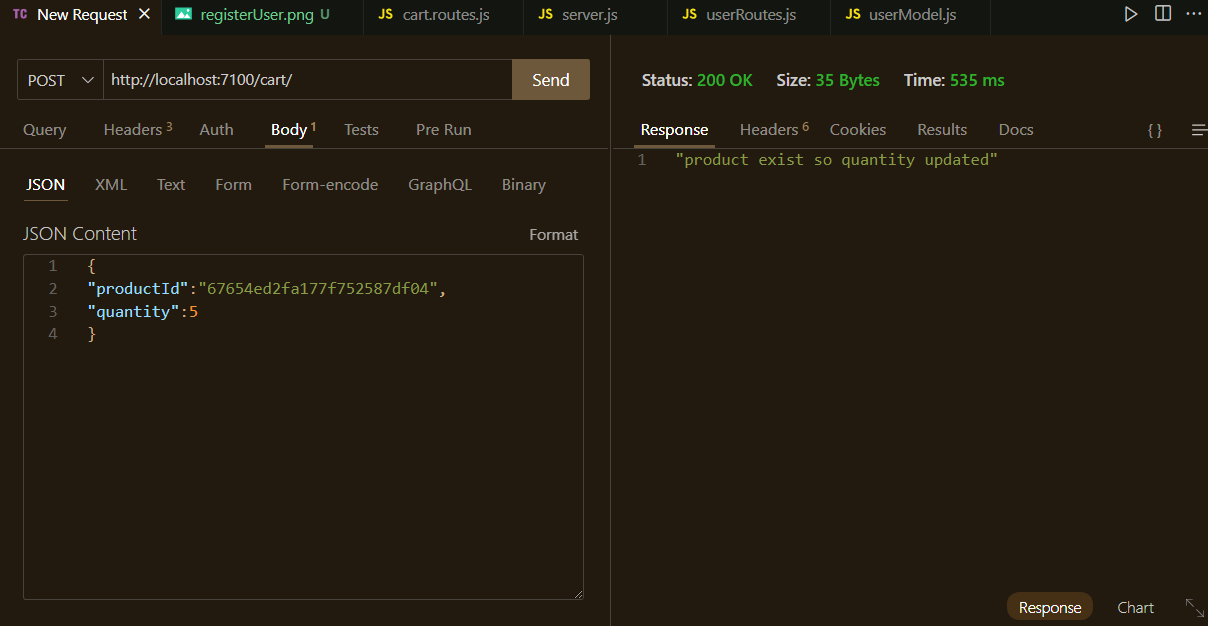 TC New Request registerUser.png U JS cart.routes.js JS server.js JS userRoutes.js JS userModel.js
POST http://localhost:7100/cart/ Send
Status: 200 OK Size: 35 Bytes Time: 535 ms
Query Headers 3 Auth Body 1 Tests Pre Run
Response Headers 6 Cookies Results Docs { }
1 "product exist so quantity updated"
JSON XML Text Form Form-encode GraphQL Binary
JSON Content Format
1 {
2 "productId":"67654ed2fa177f752587df04",
3 "quantity":5
4 }
Response Chart